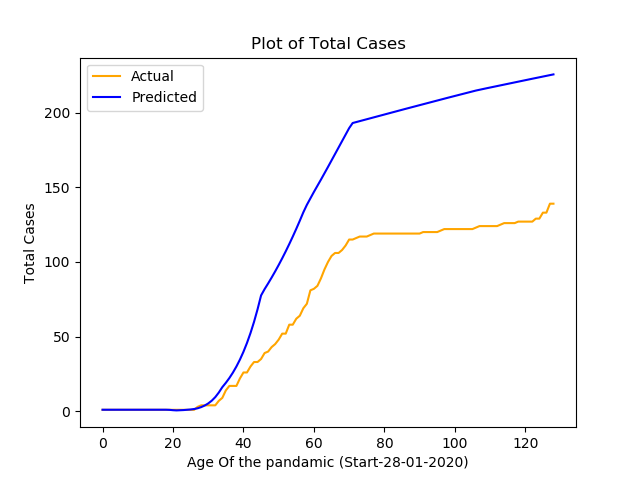 Plot of Total Cases
Actual
Predicted
200
150
100
50
0
Total Cases
0 20 40 60 80 100 120
Age Of the pandamic (Start-28-01-2020)